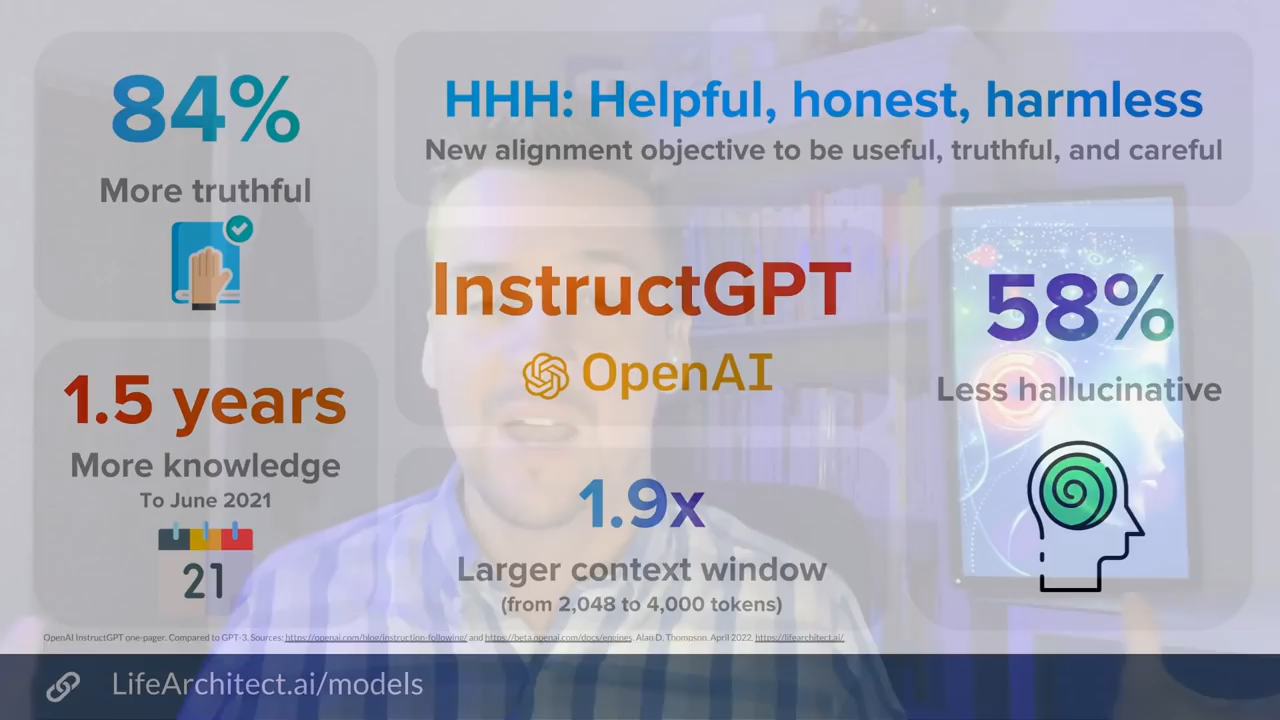 84%
More truthful
HHH: Helpful, honest, harmless
New alignment objective to be useful, truthful, and careful
InstructGPT
OpenAI
58%
Less hallucinative
1.5 years
More knowledge
To June 2021
21
1.9x
Larger context window
(from 2,048 to 4,000 tokens)
OpenAI InstructGPT one-pager. Compared to GPT-3. Sources: https://openai.com/blog/instruction-following/ and https://beta.openai.com/docs/engines. Alan D. Thompson. April 2022. https://lifearchitect.ai/
LifeArchitect.ai/models